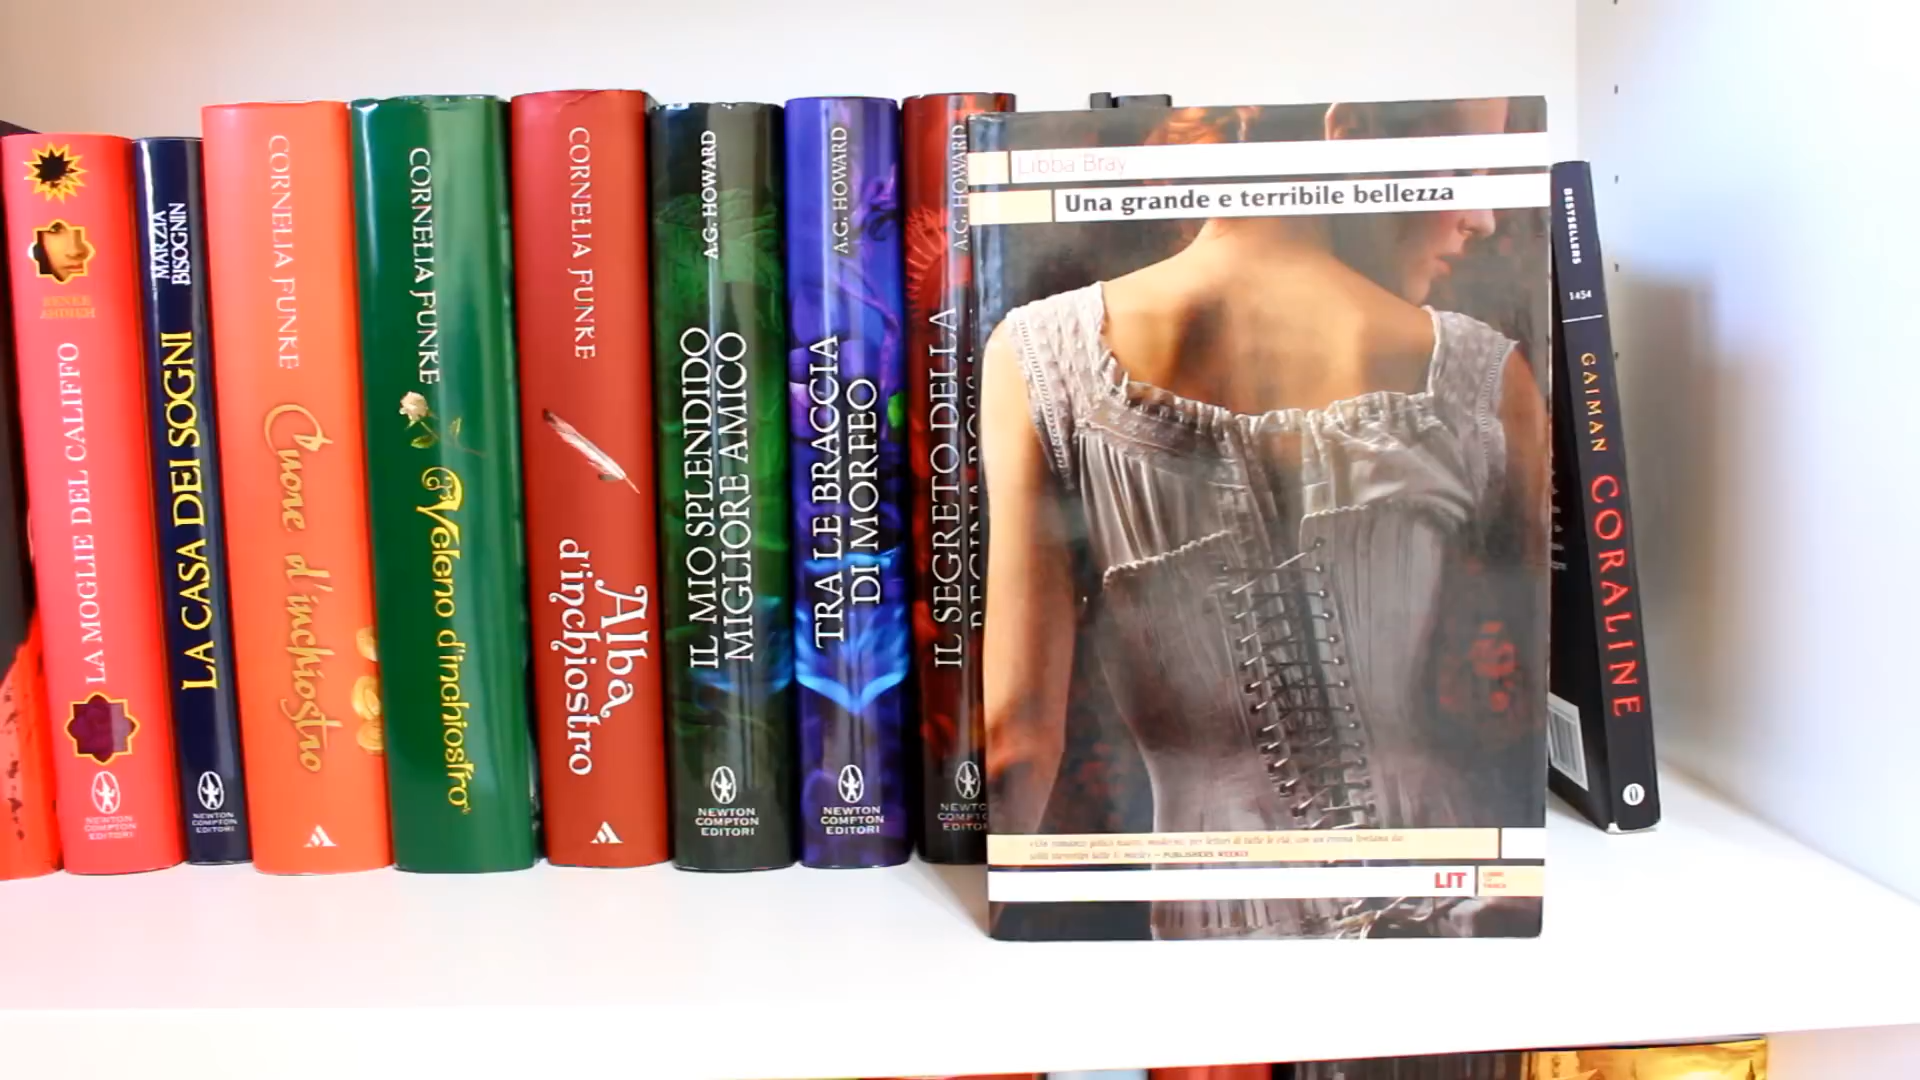 RENEE
AHDIEH
LA MOGLIE DEL CALIFFO
NEWTON
COMPTON
EDITORI
MARZIA
BISOGNIN
LA CASA DEI SOGNI
NEWTON
COMPTON
EDITORI
CORNELIA FUNKE
Cuore d'inchiostro
CORNELIA FUNKE
Veleno d'inchiostro
CORNELIA FUNKE
Alba
d'inchiostro
A.G. HOWARD
IL MIO SPLENDIDO
MIGLIORE AMICO
NEWTON
COMPTON
EDITORI
A.G. HOWARD
TRA LE BRACCIA
DI MORFEO
NEWTON
COMPTON
EDITORI
A.G. HOWARD
IL SEGRETO DELLA
Libba Bray
Una grande e terribile bellezza
PUBLISHERS WEEKLY
LIT
BESTSELLERS
1454
GAIMAN
CORALINE